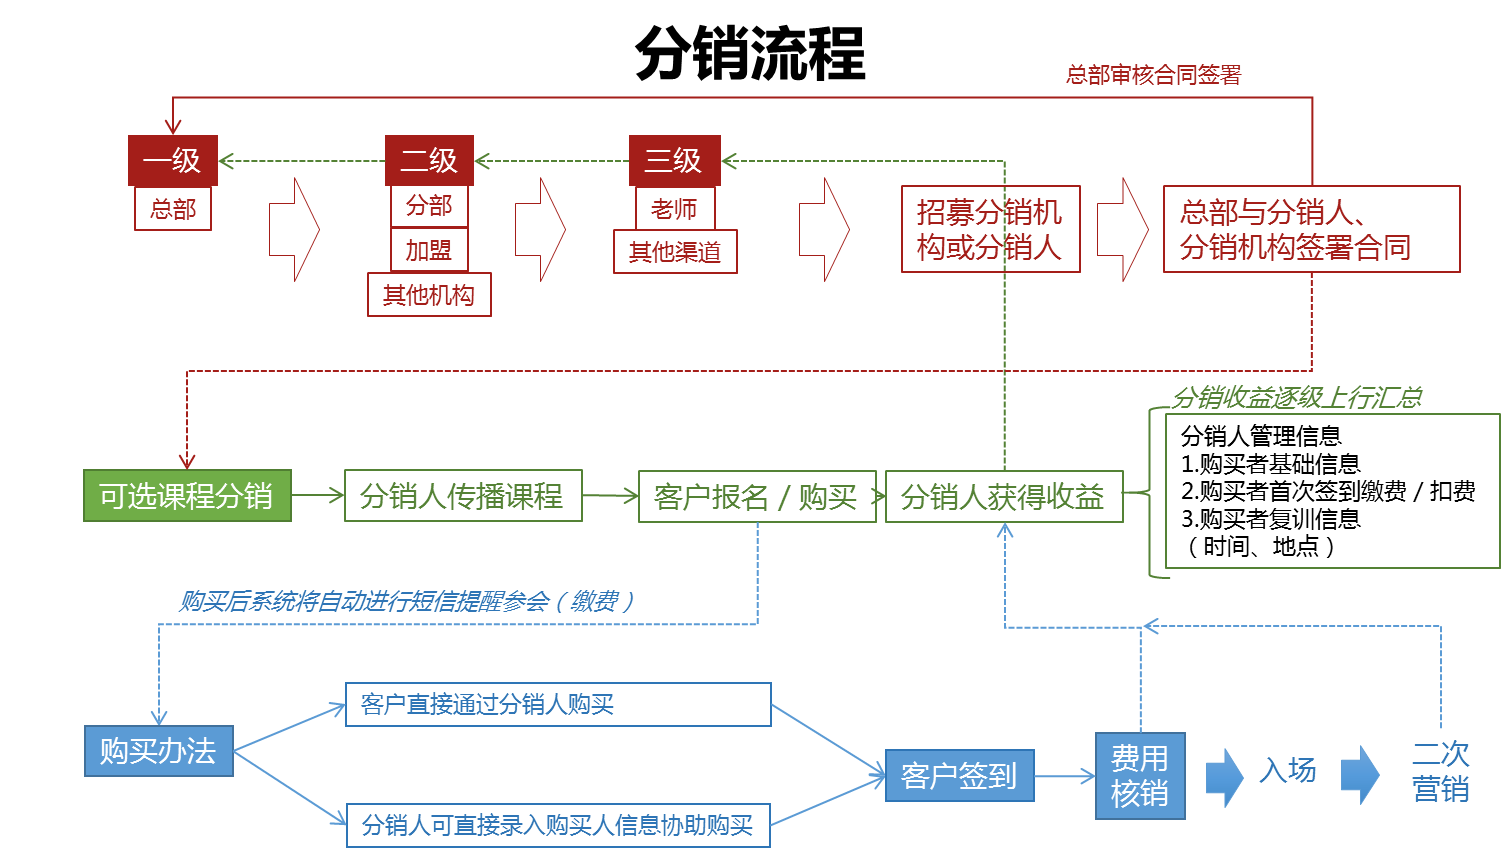 分销流程
总部审核合同签署
一级
二级
三级
总部
分部
加盟
其他机构
老师
其他渠道
招募分销机
构或分销人
总部与分销人、
分销机构签署合同
分销收益逐级上行汇总
可选课程分销
分销人传播课程
客户报名/购买
分销人获得收益
分销人管理信息
1.购买者基础信息
2.购买者首次签到缴费/扣费
3.购买者复训信息
（时间、地点）
购买后系统将自动进行短信提醒参会（缴费）
购买办法
客户直接通过分销人购买
分销人可直接录入购买人信息协助购买
客户签到
费用
核销
入场
二次
营销